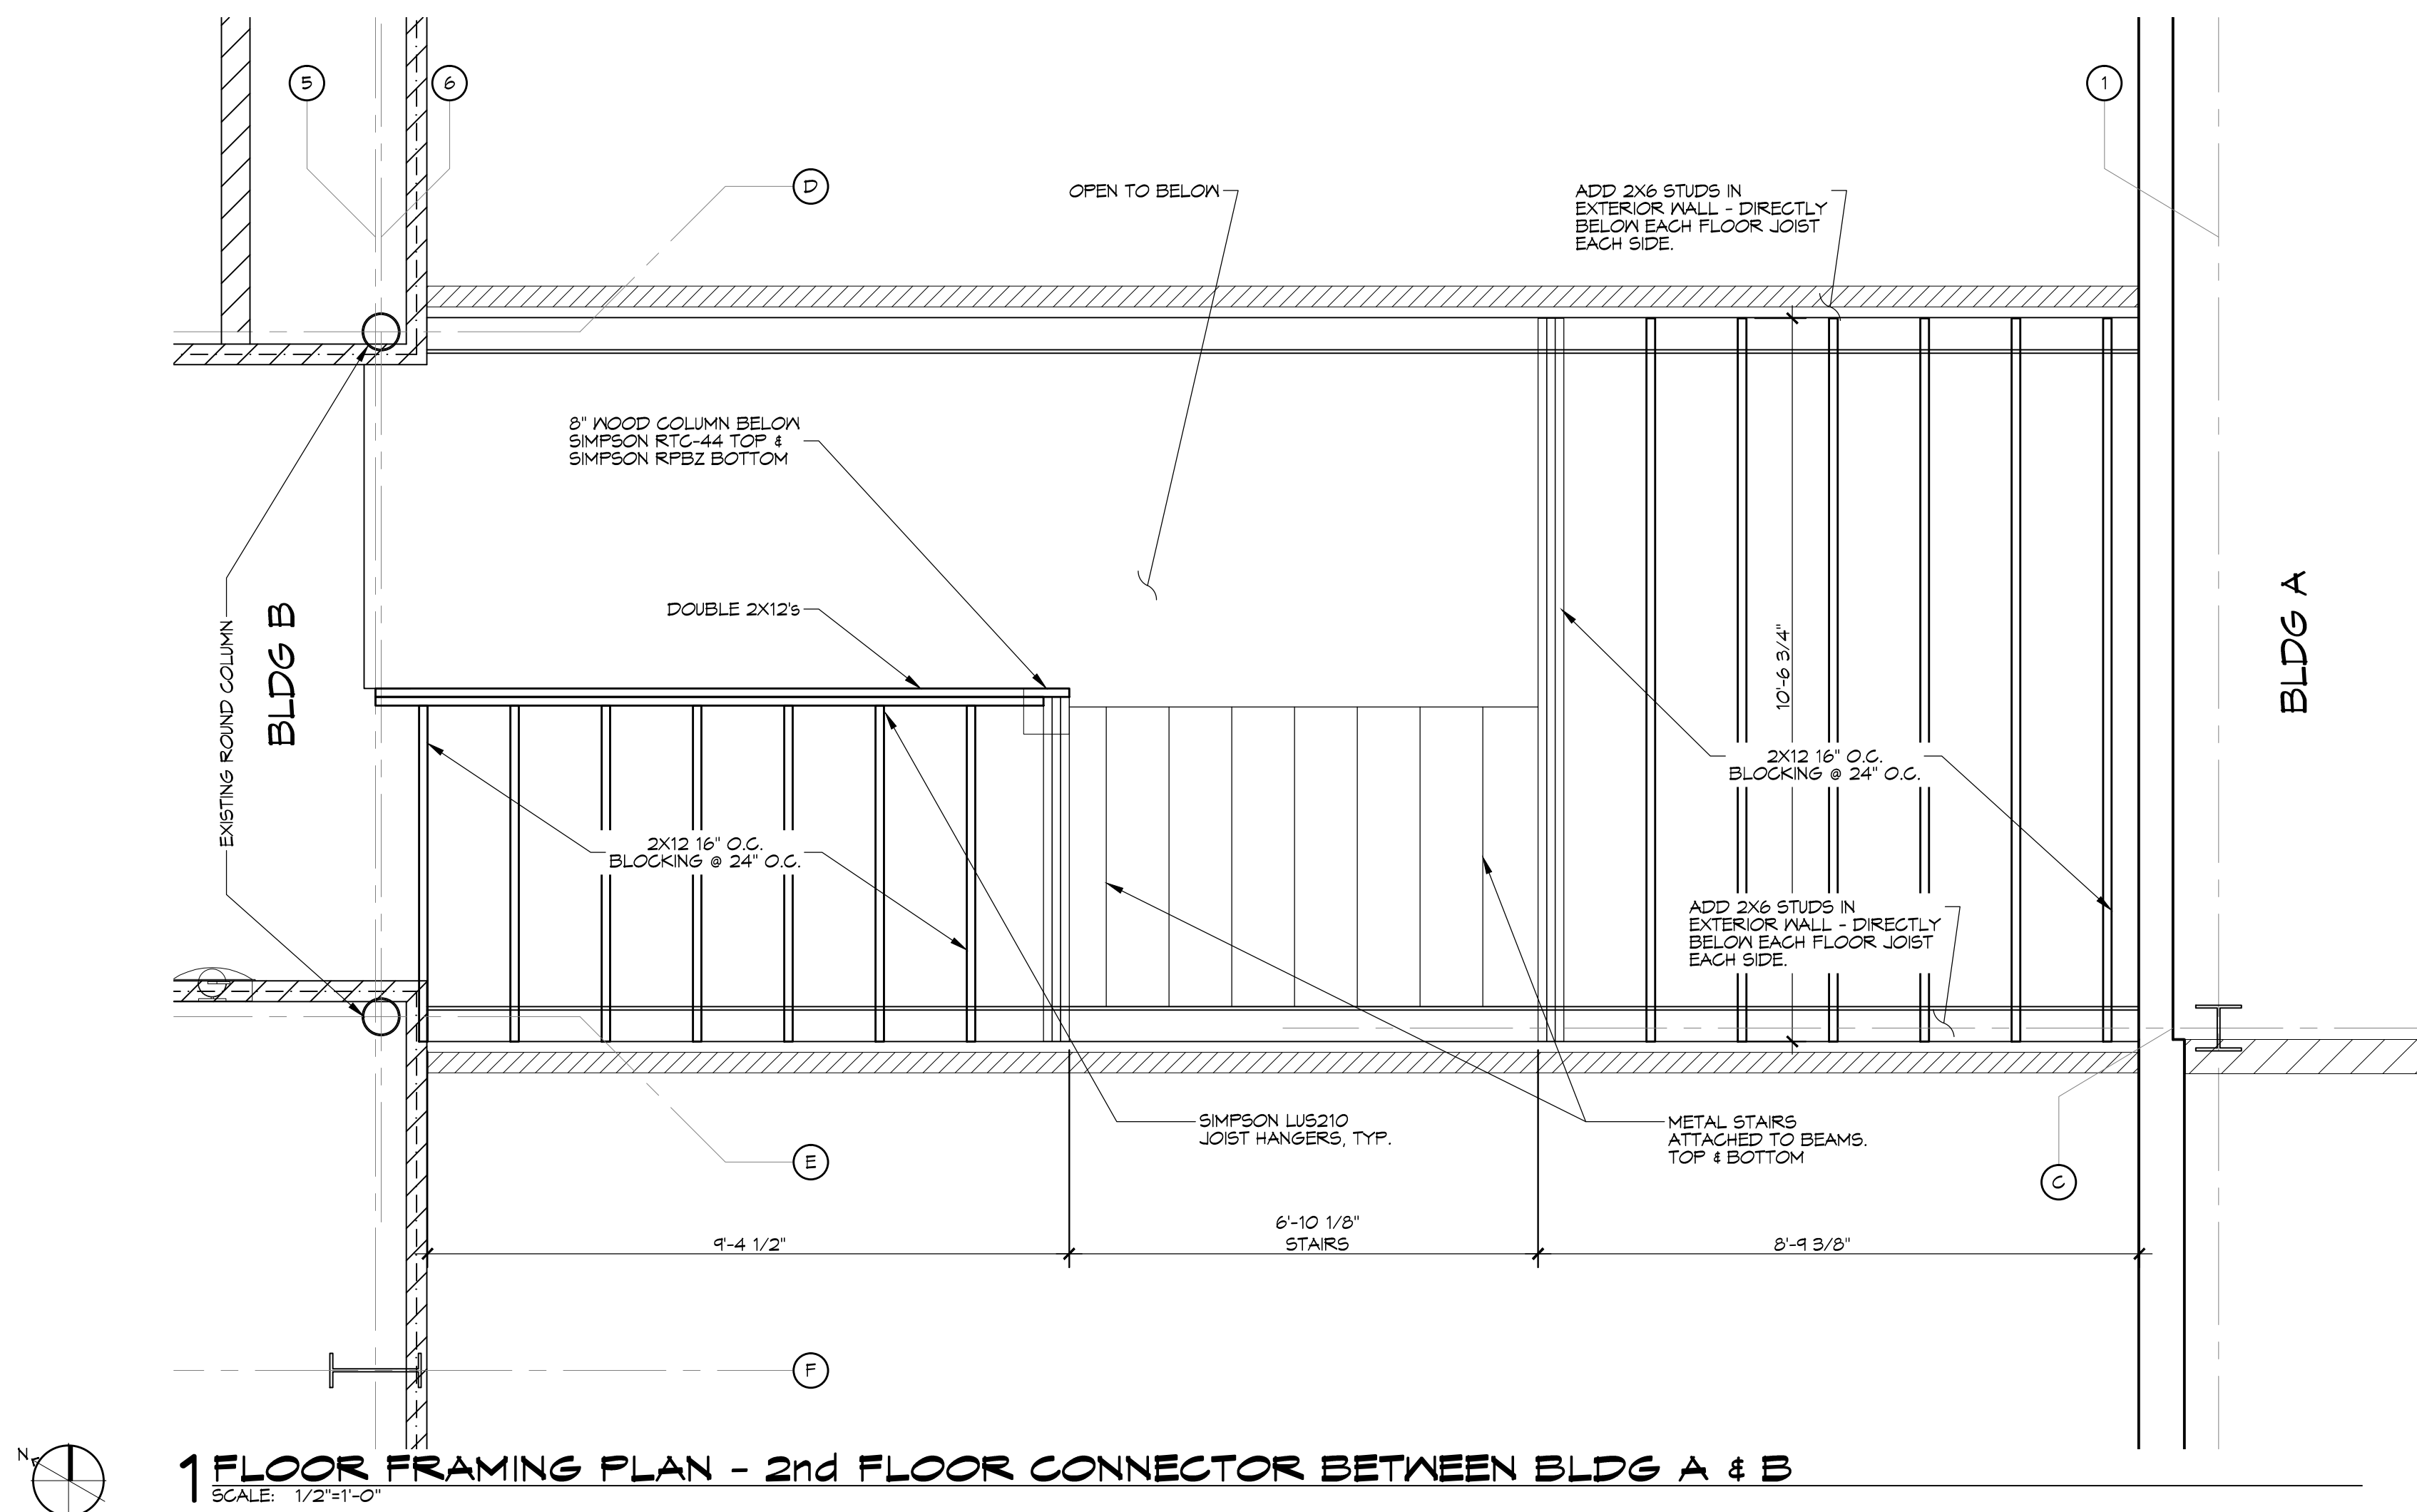 5
6
1
D
OPEN TO BELOW
ADD 2X6 STUDS IN
EXTERIOR WALL - DIRECTLY
BELOW EACH FLOOR JOIST
EACH SIDE.
8" WOOD COLUMN BELOW
SIMPSON RTC-44 TOP &
SIMPSON RPBZ BOTTOM
DOUBLE 2X12's
EXISTING ROUND COLUMN
BLDG B
10'-6 3/4"
BLDG A
2X12 16" O.C.
BLOCKING @ 24" O.C.
2X12 16" O.C.
BLOCKING @ 24" O.C.
ADD 2X6 STUDS IN
EXTERIOR WALL - DIRECTLY
BELOW EACH FLOOR JOIST
EACH SIDE.
SIMPSON LUS210
JOIST HANGERS, TYP.
METAL STAIRS
ATTACHED TO BEAMS.
TOP & BOTTOM
E
C
9'-4 1/2"
6'-10 1/8"
STAIRS
8'-9 3/8"
F
N
1 FLOOR FRAMING PLAN - 2nd FLOOR CONNECTOR BETWEEN BLDG A & B
SCALE: 1/2"=1'-0"